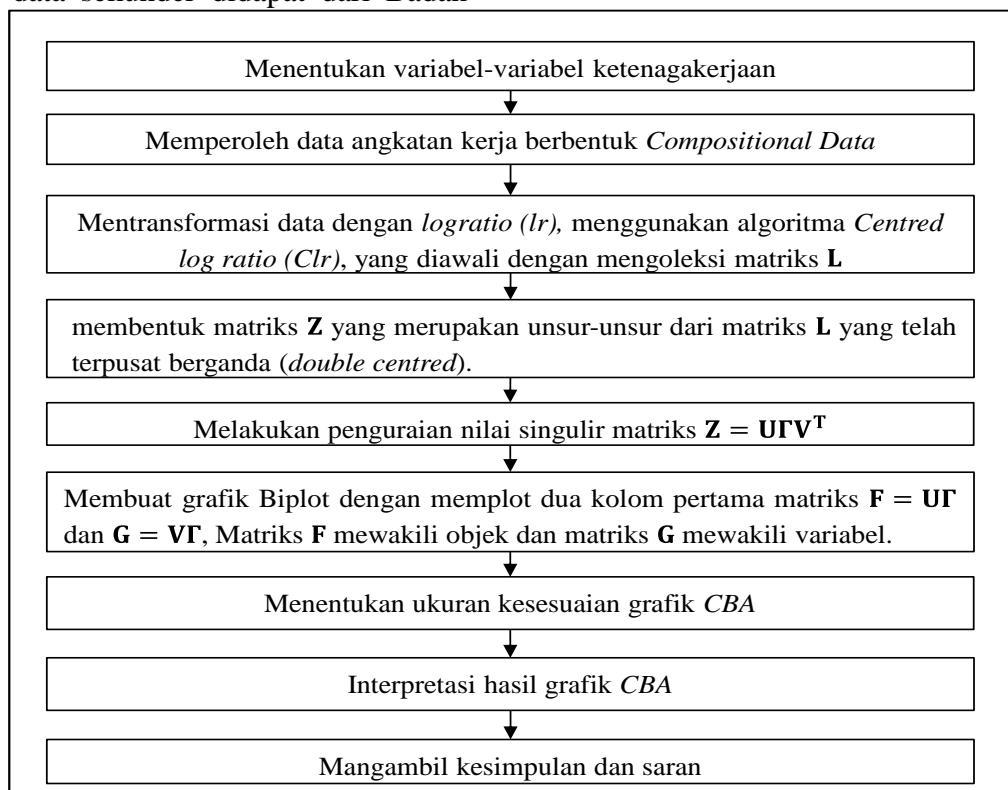 data sekunder didapat dari Badan
Menentukan variabel-variabel ketenagakerjaan
Memperoleh data angkatan kerja berbentuk Compositional Data
Mentransformasi data dengan logratio (lr), menggunakan algoritma Centred
log ratio (Clr), yang diawali dengan mengoleksi matriks L
membentuk matriks Z yang merupakan unsur-unsur dari matriks L yang telah
terpusat berganda (double centred).
Melakukan penguraian nilai singulir matriks Z = UΓV^T
Membuat grafik Biplot dengan memplot dua kolom pertama matriks F = UΓ
dan G = VΓ, Matriks F mewakili objek dan matriks G mewakili variabel.
Menentukan ukuran kesesuaian grafik CBA
Interpretasi hasil grafik CBA
Mangambil kesimpulan dan saran